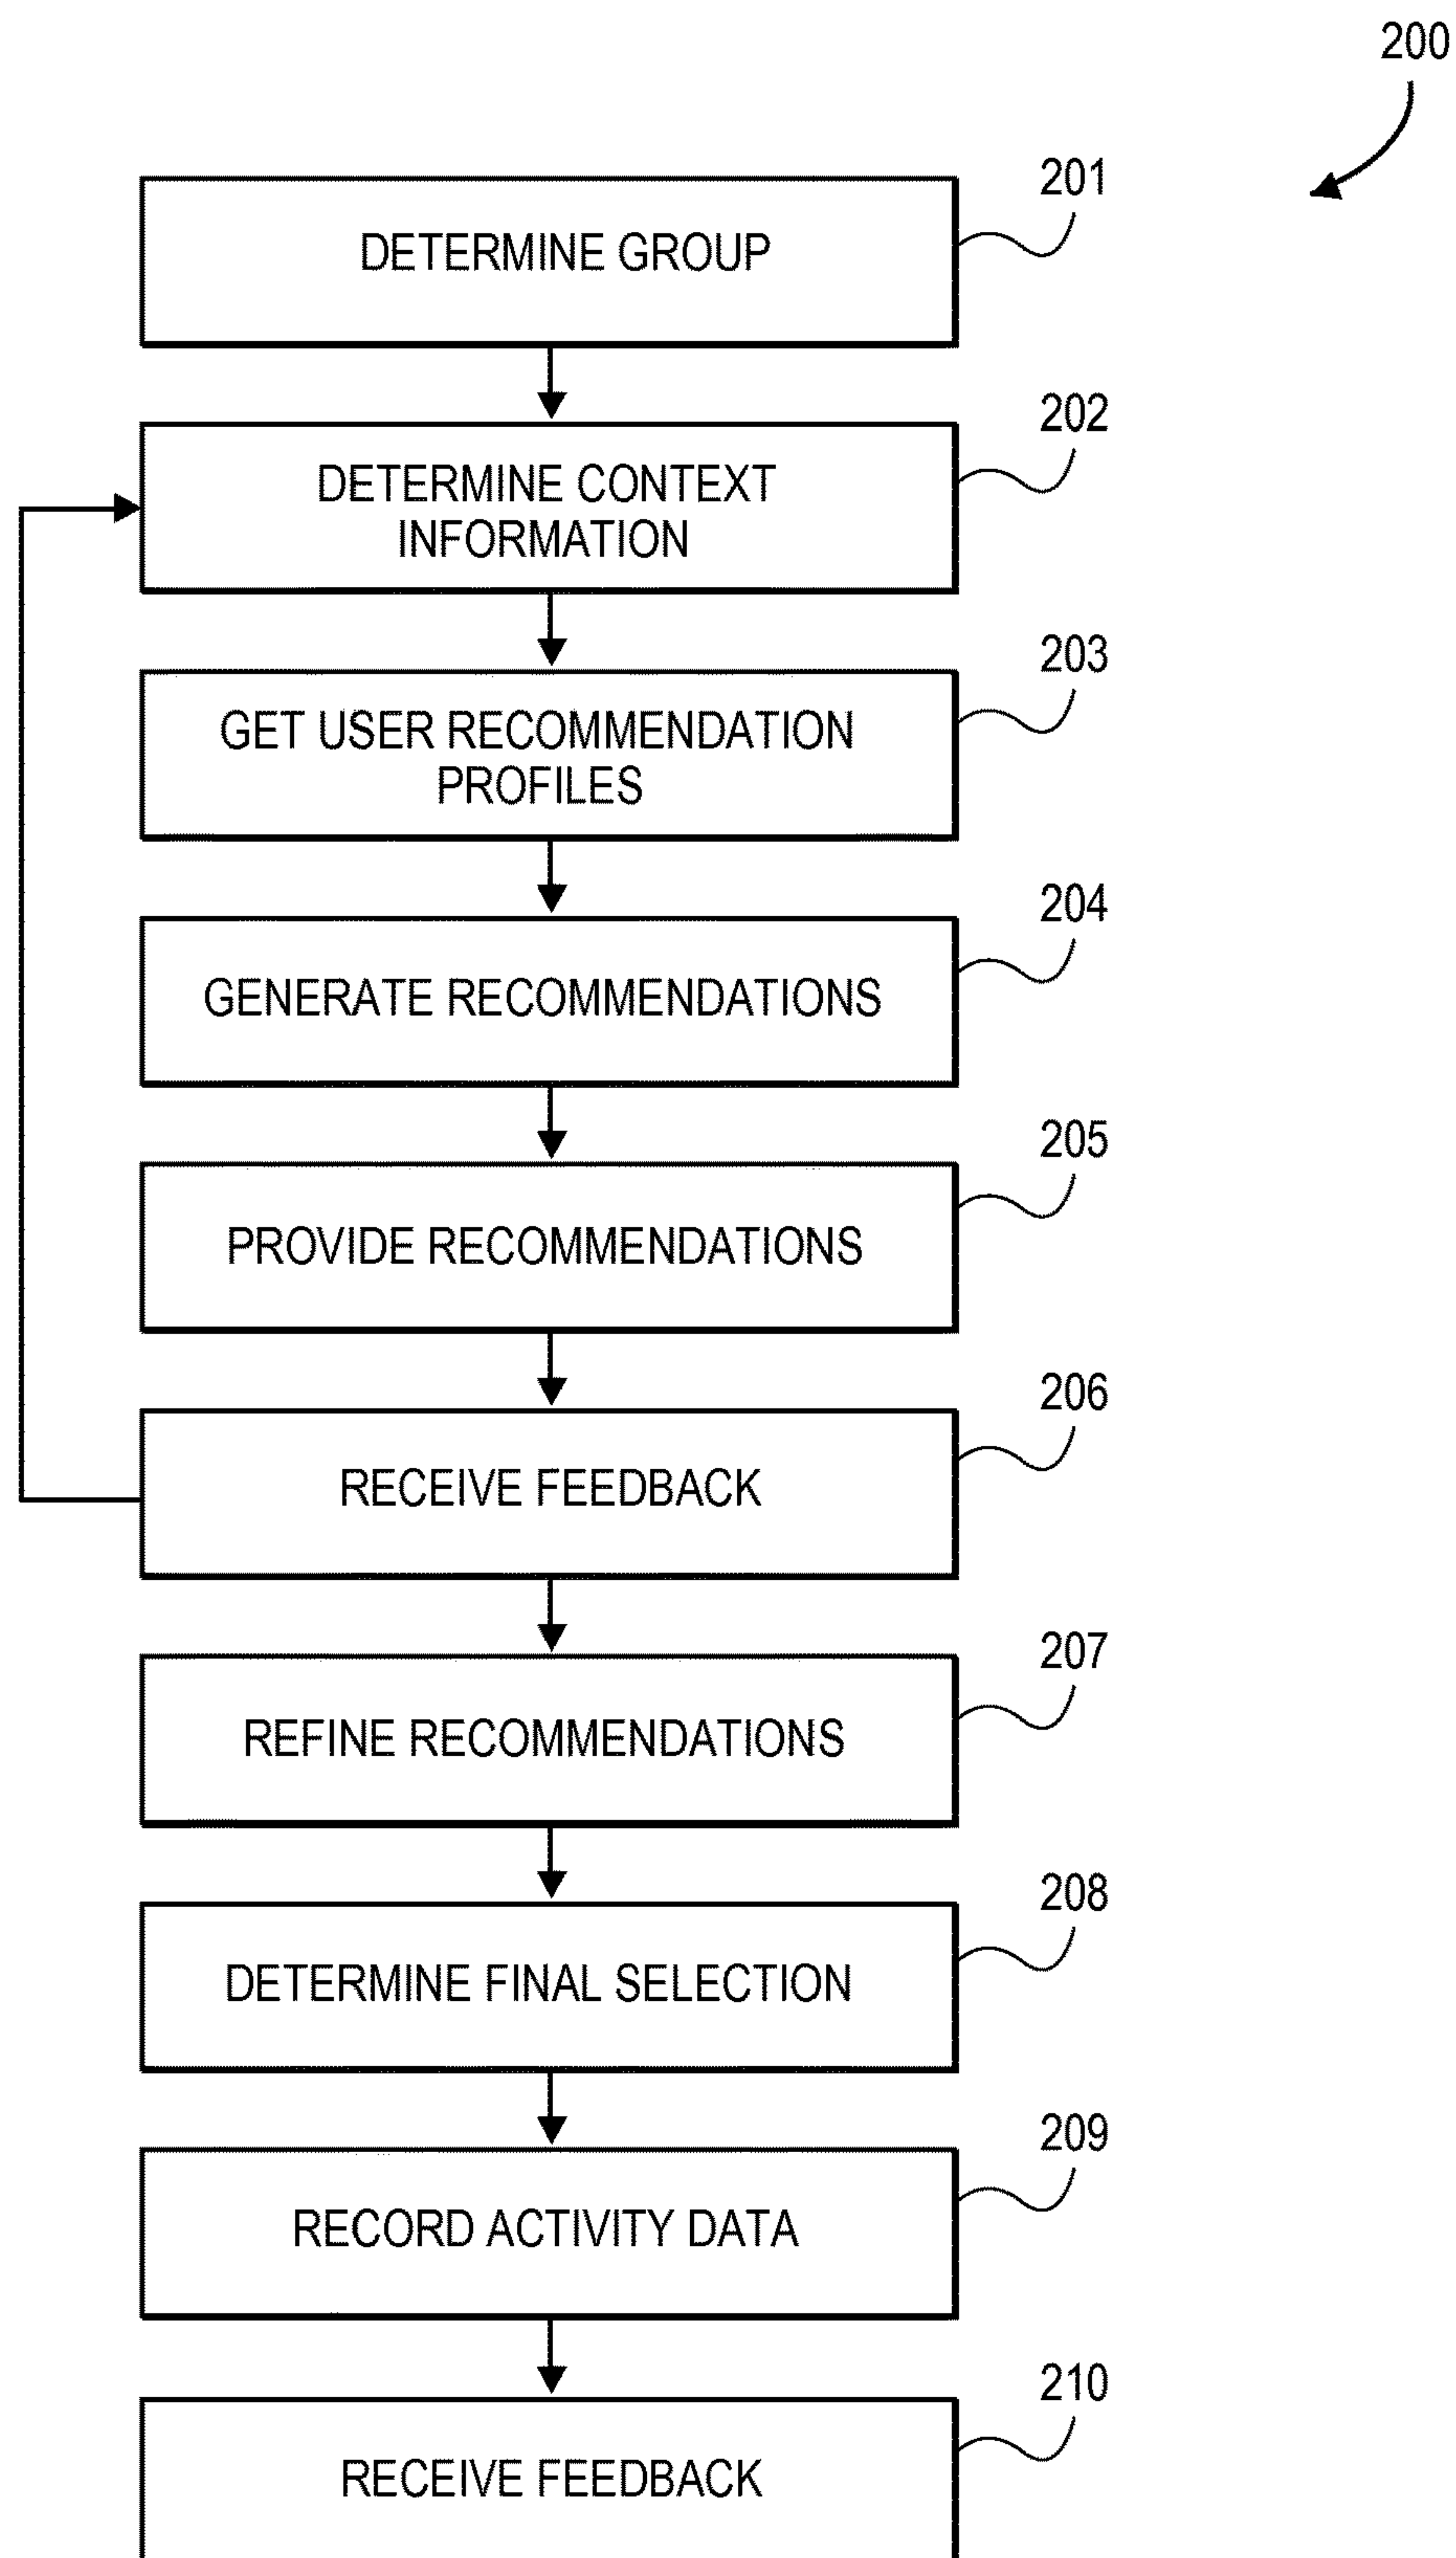 200
201
DETERMINE GROUP
202
DETERMINE CONTEXT
INFORMATION
203
GET USER RECOMMENDATION
PROFILES
204
GENERATE RECOMMENDATIONS
205
PROVIDE RECOMMENDATIONS
206
RECEIVE FEEDBACK
207
REFINE RECOMMENDATIONS
208
DETERMINE FINAL SELECTION
209
RECORD ACTIVITY DATA
210
RECEIVE FEEDBACK